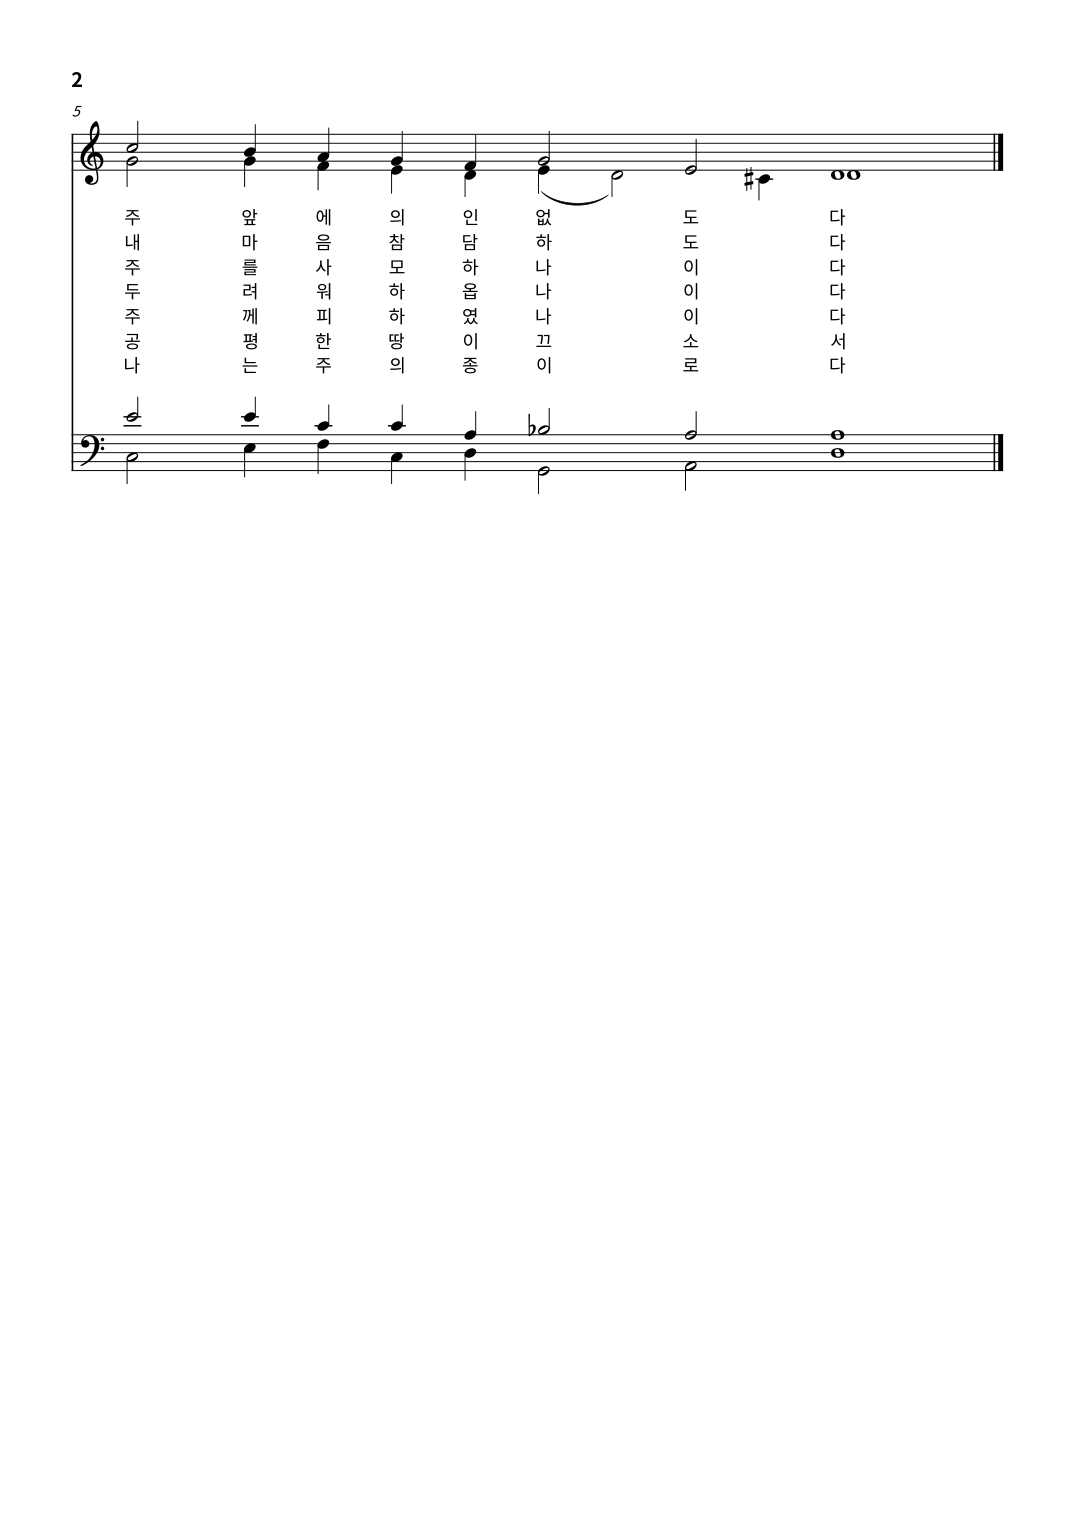 2
5
주 앞 에 의 인 없 도 다
내 마 음 참 담 하 도 다
주 를 사 모 하 나 이 다
두 려 워 하 옵 나 이 다
주 께 피 하 였 나 이 다
공 평 한 땅 이 끄 소 서
나 는 주 의 종 이 로 다